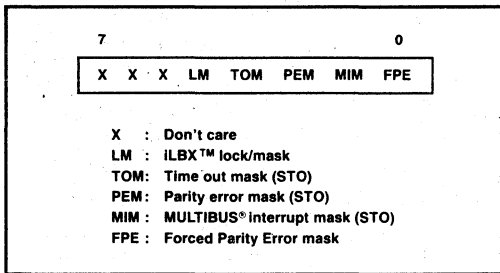 7 0
X X X LM TOM PEM MIM FPE
X : Don't care
LM : iLBX™ lock/mask
TOM: Time out mask (STO)
PEM: Parity error mask (STO)
MIM: MULTIBUS® interrupt mask (STO)
FPE : Forced Parity Error mask